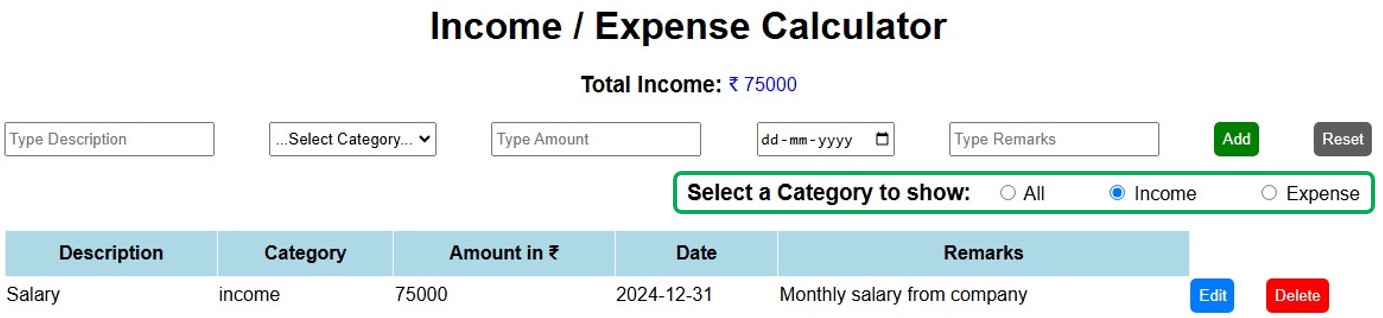 Income / Expense Calculator
Total Income: ₹ 75000
Type Description ...Select Category... Type Amount dd-mm-yyyy Type Remarks Add Reset
Select a Category to show: All Income Expense
Description Category Amount in ₹ Date Remarks
Salary income 75000 2024-12-31 Monthly salary from company Edit Delete